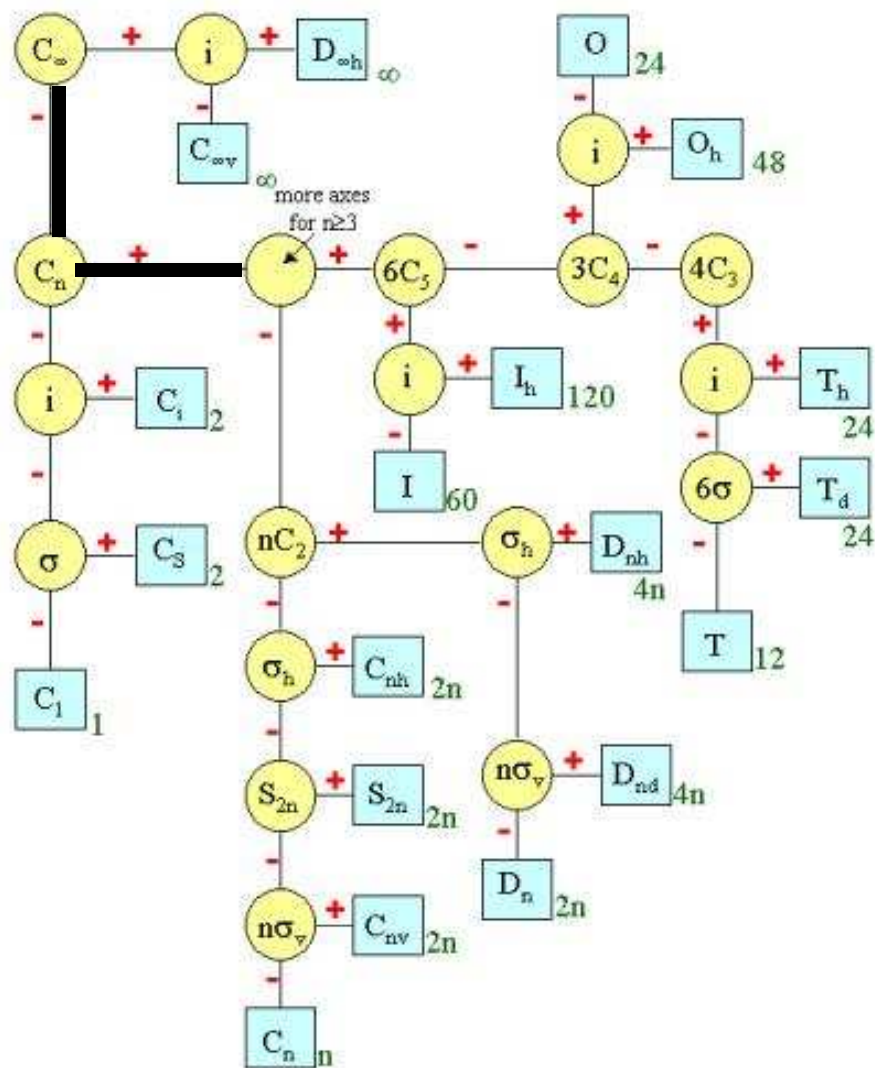 C∞ + i + D∞h ∞
O 24
- - -
C∞v ∞
i + Oh 48
more axes
for n≥3
+
Cn + + 6C5 - 3C4 - 4C3
- - + +
i + Ci 2
i + Ih 120
i + Th 24
- - -
I 60
6σ + Td 24
σ + CS 2
nC2 + σh + Dnh 4n
- - - -
C1 1
σh + Cnh 2n
T 12
-
S2n + S2n 2n
nσv + Dnd 4n
- -
Dn 2n
nσv + Cnv 2n
-
Cn n